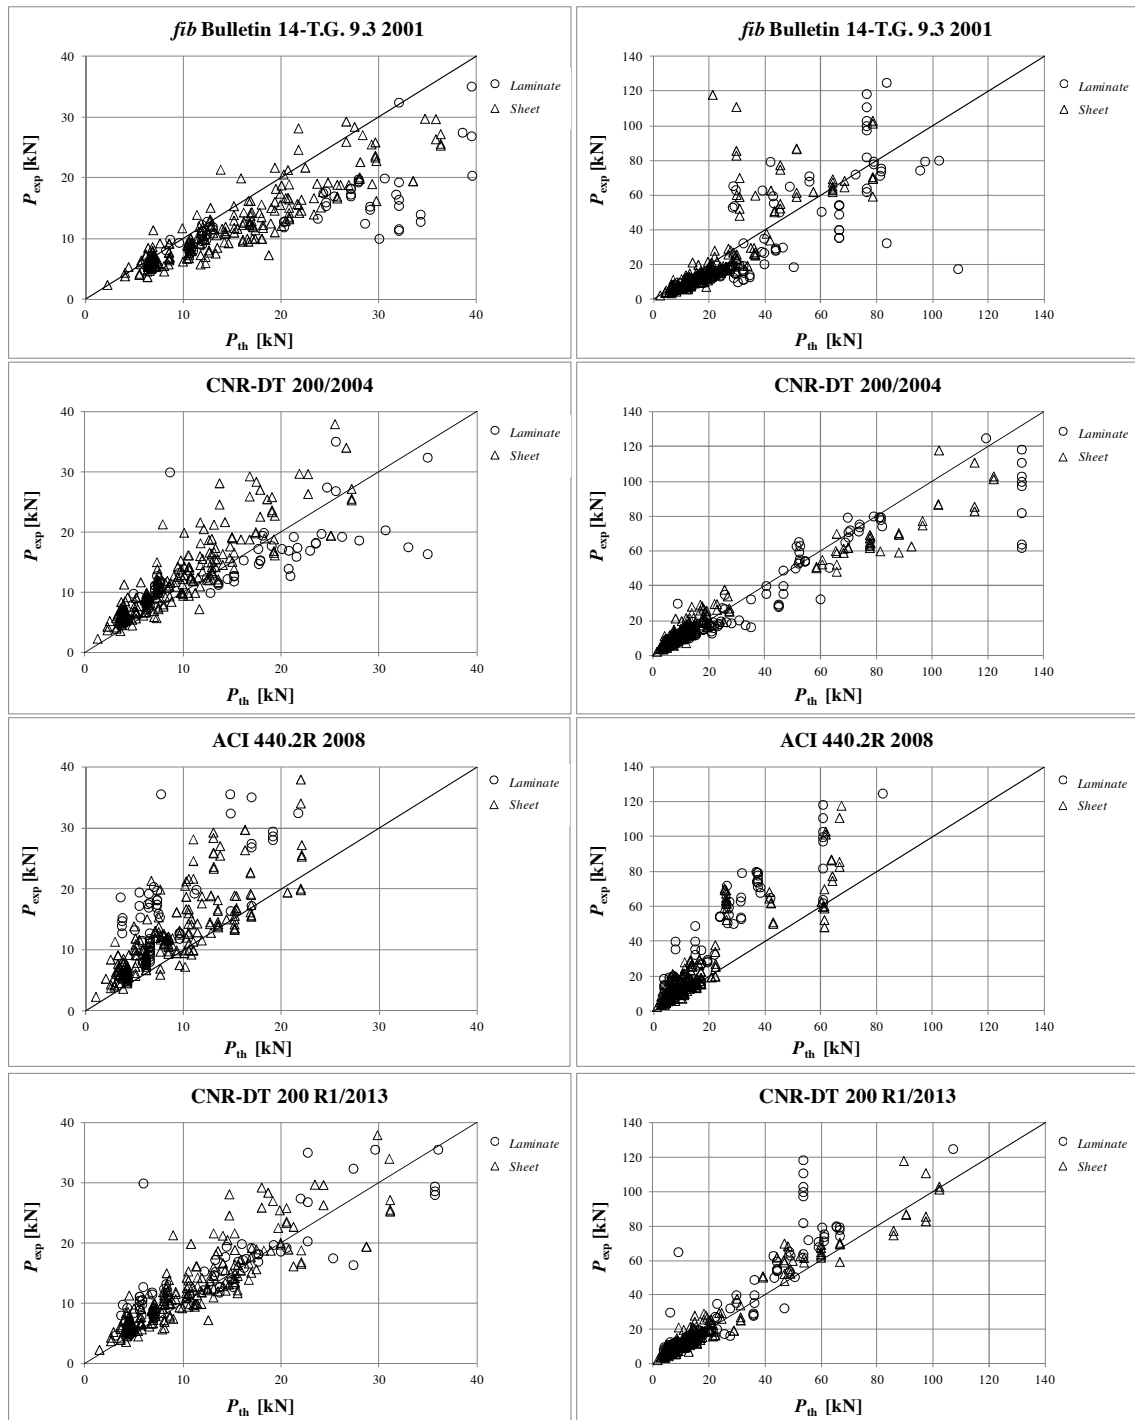 fib Bulletin 14-T.G. 9.3 2001
40
30
20
10
0
0
10
20
30
40
P_exp [kN]
P_th [kN]
Laminate
Sheet
fib Bulletin 14-T.G. 9.3 2001
140
120
100
80
60
40
20
0
0
20
40
60
80
100
120
140
P_exp [kN]
P_th [kN]
Laminate
Sheet
CNR-DT 200/2004
40
30
20
10
0
0
10
20
30
40
P_exp [kN]
P_th [kN]
Laminate
Sheet
CNR-DT 200/2004
140
120
100
80
60
40
20
0
0
20
40
60
80
100
120
140
P_exp [kN]
P_th [kN]
Laminate
Sheet
ACI 440.2R 2008
40
30
20
10
0
0
10
20
30
40
P_exp [kN]
P_th [kN]
Laminate
Sheet
ACI 440.2R 2008
140
120
100
80
60
40
20
0
0
20
40
60
80
100
120
140
P_exp [kN]
P_th [kN]
Laminate
Sheet
CNR-DT 200 R1/2013
40
30
20
10
0
0
10
20
30
40
P_exp [kN]
P_th [kN]
Laminate
Sheet
CNR-DT 200 R1/2013
140
120
100
80
60
40
20
0
0
20
40
60
80
100
120
140
P_exp [kN]
P_th [kN]
Laminate
Sheet